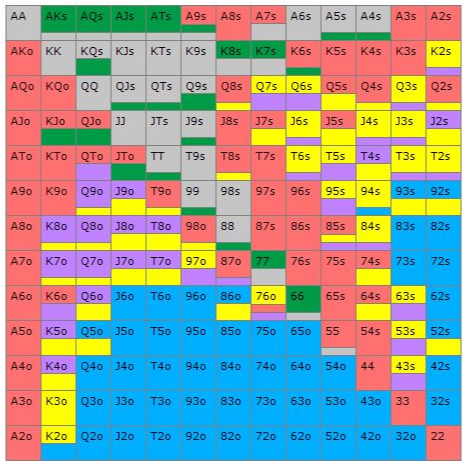 AA AKs AQs AJs ATs A9s A8s A7s A6s A5s A4s A3s A2s
AKo KK KQs KJs KTs K9s K8s K7s K6s K5s K4s K3s K2s
AQo KQo QQ QJs QTs Q9s Q8s Q7s Q6s Q5s Q4s Q3s Q2s
AJo KJo QJo JJ JTs J9s J8s J7s J6s J5s J4s J3s J2s
ATo KTo QTo JTo TT T9s T8s T7s T6s T5s T4s T3s T2s
A9o K9o Q9o J9o T9o 99 98s 97s 96s 95s 94s 93s 92s
A8o K8o Q8o J8o T8o 98o 88 87s 86s 85s 84s 83s 82s
A7o K7o Q7o J7o T7o 97o 87o 77 76s 75s 74s 73s 72s
A6o K6o Q6o J6o T6o 96o 86o 76o 66 65s 64s 63s 62s
A5o K5o Q5o J5o T5o 95o 85o 75o 65o 55 54s 53s 52s
A4o K4o Q4o J4o T4o 94o 84o 74o 64o 54o 44 43s 42s
A3o K3o Q3o J3o T3o 93o 83o 73o 63o 53o 43o 33 32s
A2o K2o Q2o J2o T2o 92o 82o 72o 62o 52o 42o 32o 22